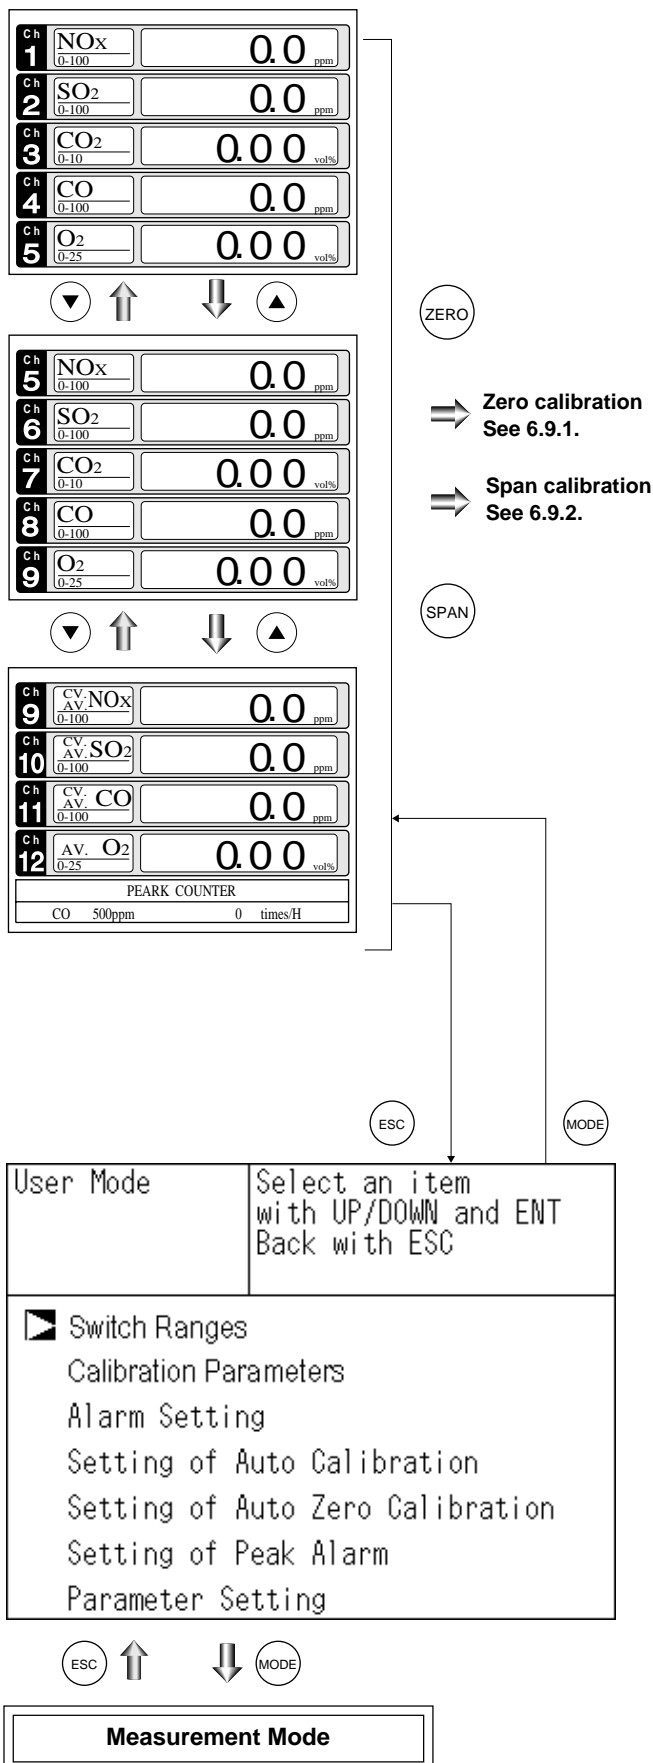 Ch 1 NOx 0-100 0.0 ppm
Ch 2 SO2 0-100 0.0 ppm
Ch 3 CO2 0-10 0.00 vol%
Ch 4 CO 0-100 0.0 ppm
Ch 5 O2 0-25 0.00 vol%
ZERO
Ch 5 NOx 0-100 0.0 ppm
Ch 6 SO2 0-100 0.0 ppm
Ch 7 CO2 0-10 0.00 vol%
Ch 8 CO 0-100 0.0 ppm
Ch 9 O2 0-25 0.00 vol%
Zero calibration
See 6.9.1.
Span calibration
See 6.9.2.
SPAN
Ch 9 CV. AV. NOx 0-100 0.0 ppm
Ch 10 CV. AV. SO2 0-100 0.0 ppm
Ch 11 CV. AV. CO 0-100 0.0 ppm
Ch 12 AV. O2 0-25 0.00 vol%
PEARK COUNTER
CO 500ppm 0 times/H
ESC
MODE
User Mode
Select an item
with UP/DOWN and ENT
Back with ESC
Switch Ranges
Calibration Parameters
Alarm Setting
Setting of Auto Calibration
Setting of Auto Zero Calibration
Setting of Peak Alarm
Parameter Setting
ESC
MODE
Measurement Mode